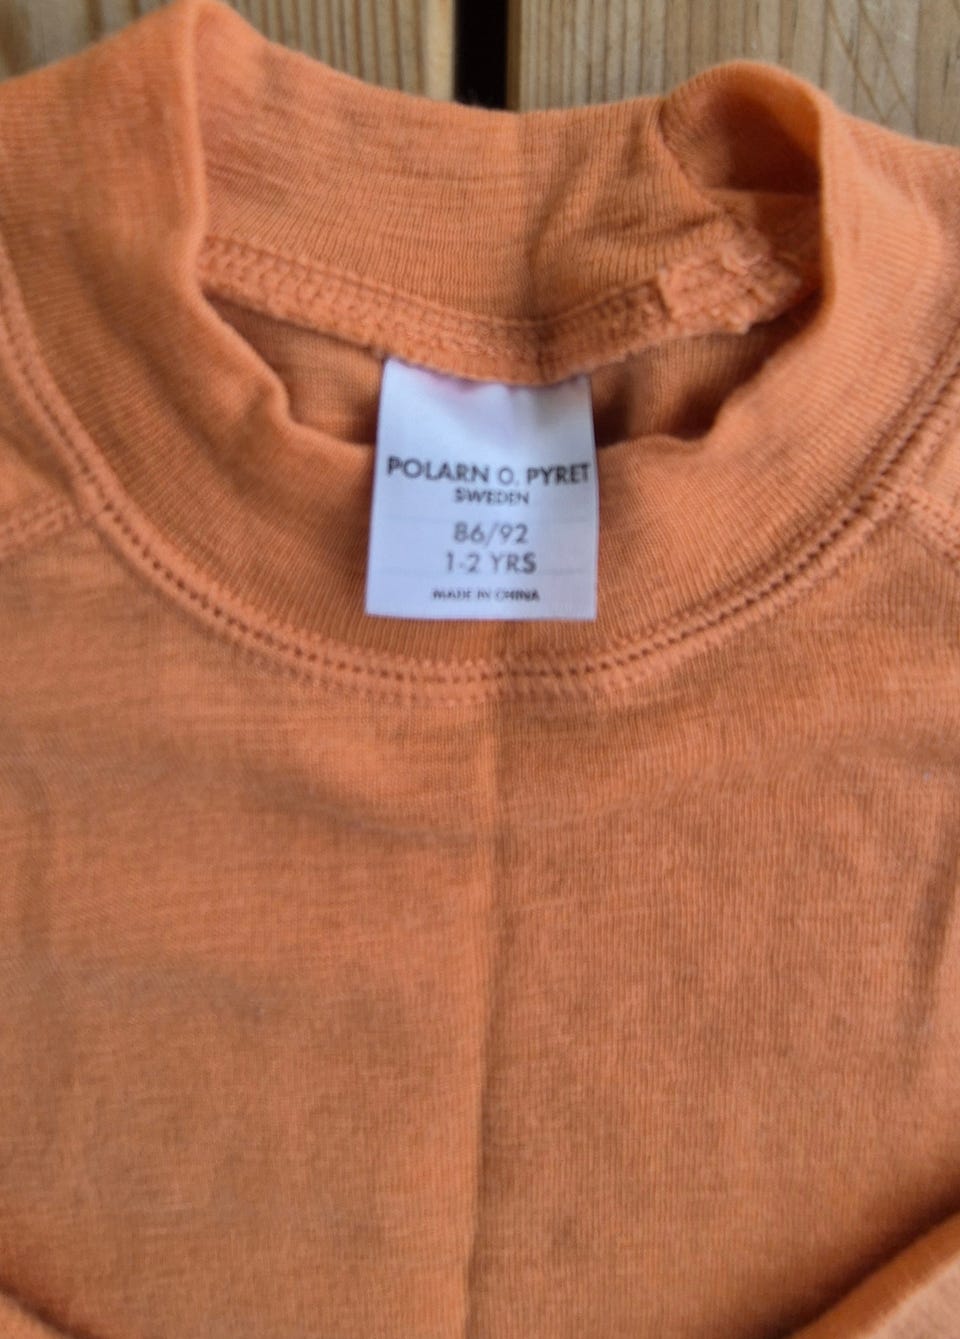 POLARN O. PYRET
SWEDEN
86/92
1-2 YRS
MADE IN CHINA